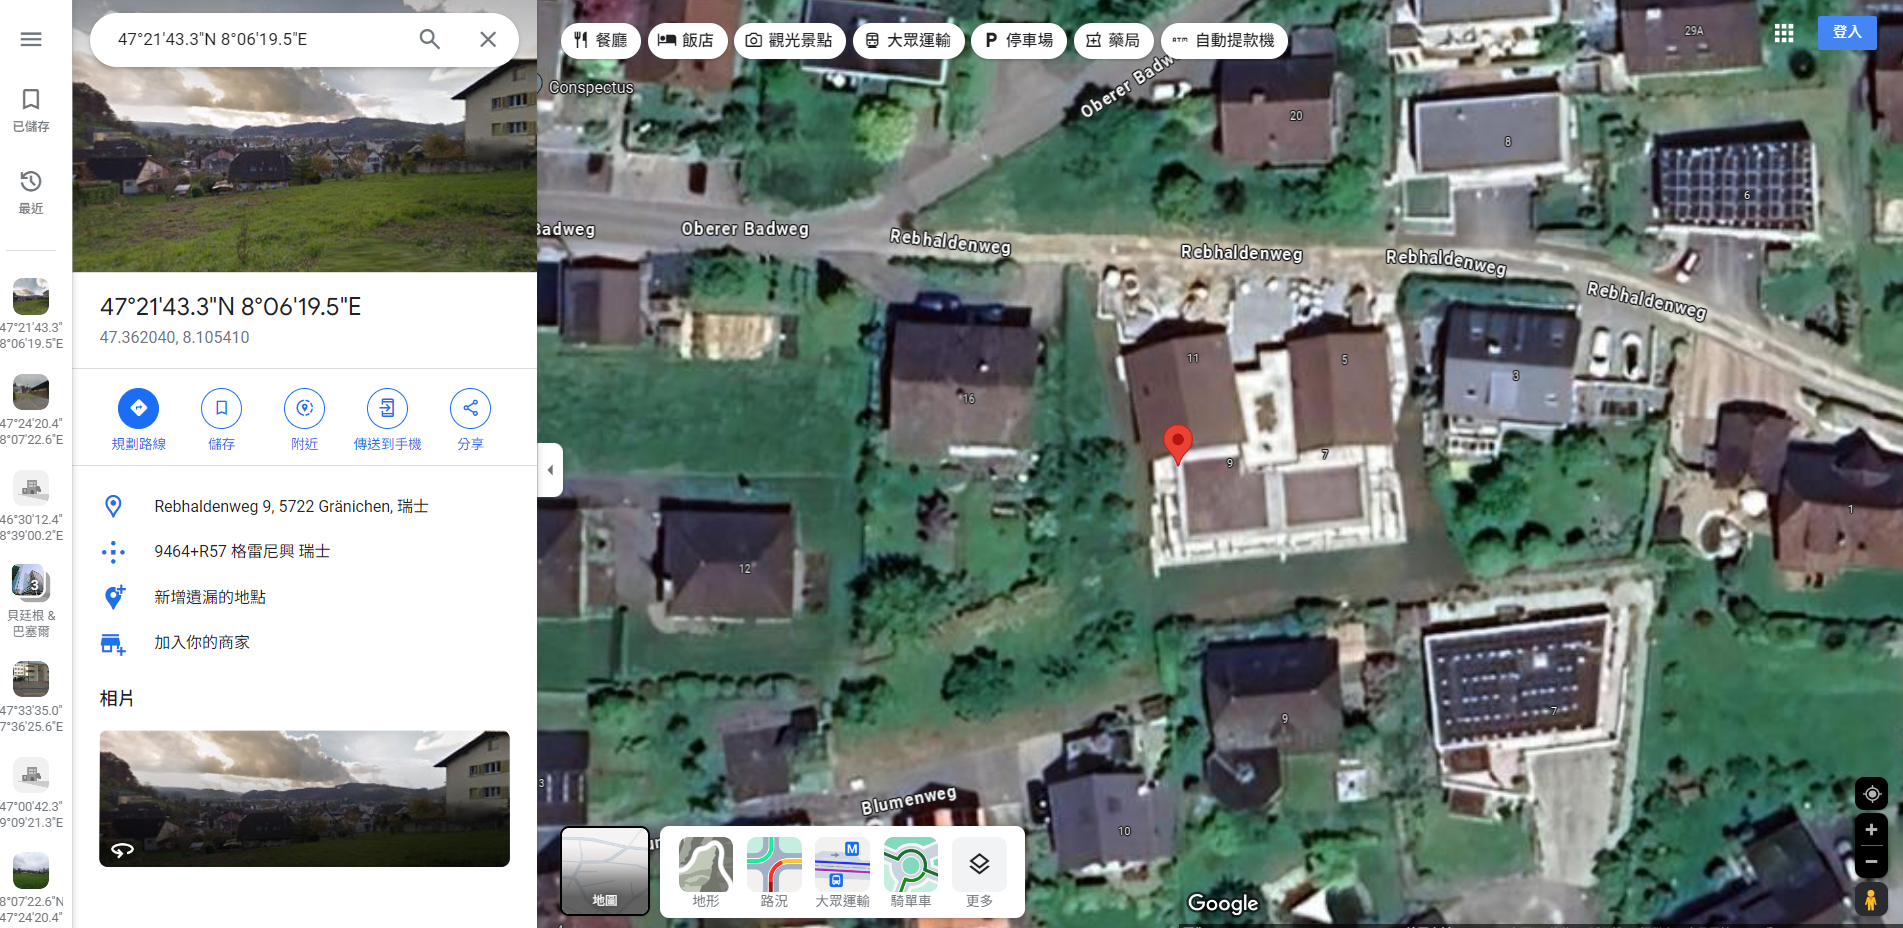 47°21'43.3"N 8°06'19.5"E
已儲存
最近
47°21'43.3"
8°06'19.5"E
47°24'20.4"
8°07'22.6"E
46°30'12.4"
8°39'00.2"E
3
貝廷根 &
巴塞爾
47°33'35.0"
7°36'25.6"E
47°00'42.3"
9°09'21.3"E
8°07'22.6"N
47°24'20.4"
47°21'43.3"N 8°06'19.5"E
47.362040, 8.105410
規劃路線
儲存
附近
傳送到手機
分享
Rebhaldenweg 9, 5722 Gränichen, 瑞士
9464+R57 格雷尼興 瑞士
新增遺漏的地點
加入你的商家
相片
餐廳
飯店
觀光景點
大眾運輸
P 停車場
藥局
ATM 自動提款機
登入
Conspectus
Oberer Badw
29A
20
8
6
Badweg
Oberer Badweg
Rebhaldenweg
Rebhaldenweg
Rebhaldenweg
Rebhaldenweg
11
5
3
16
9
7
1
12
9
7
3
Blumenweg
10
地圖
地形
路況
M
大眾運輸
騎單車
更多
Google